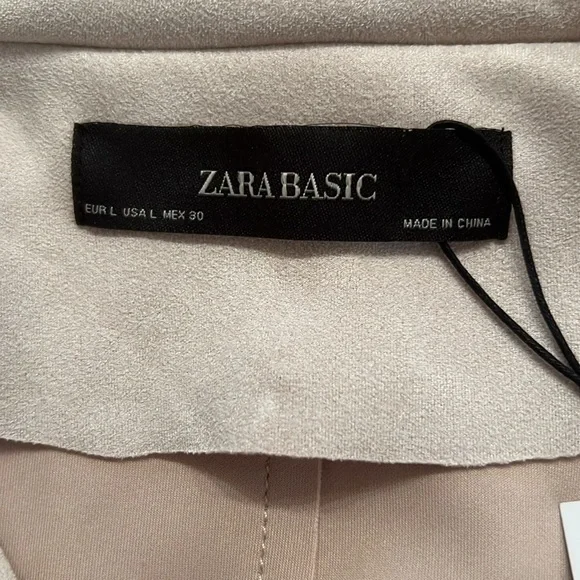 ZARA BASIC
EUR L USA L MEX 30
MADE IN CHINA